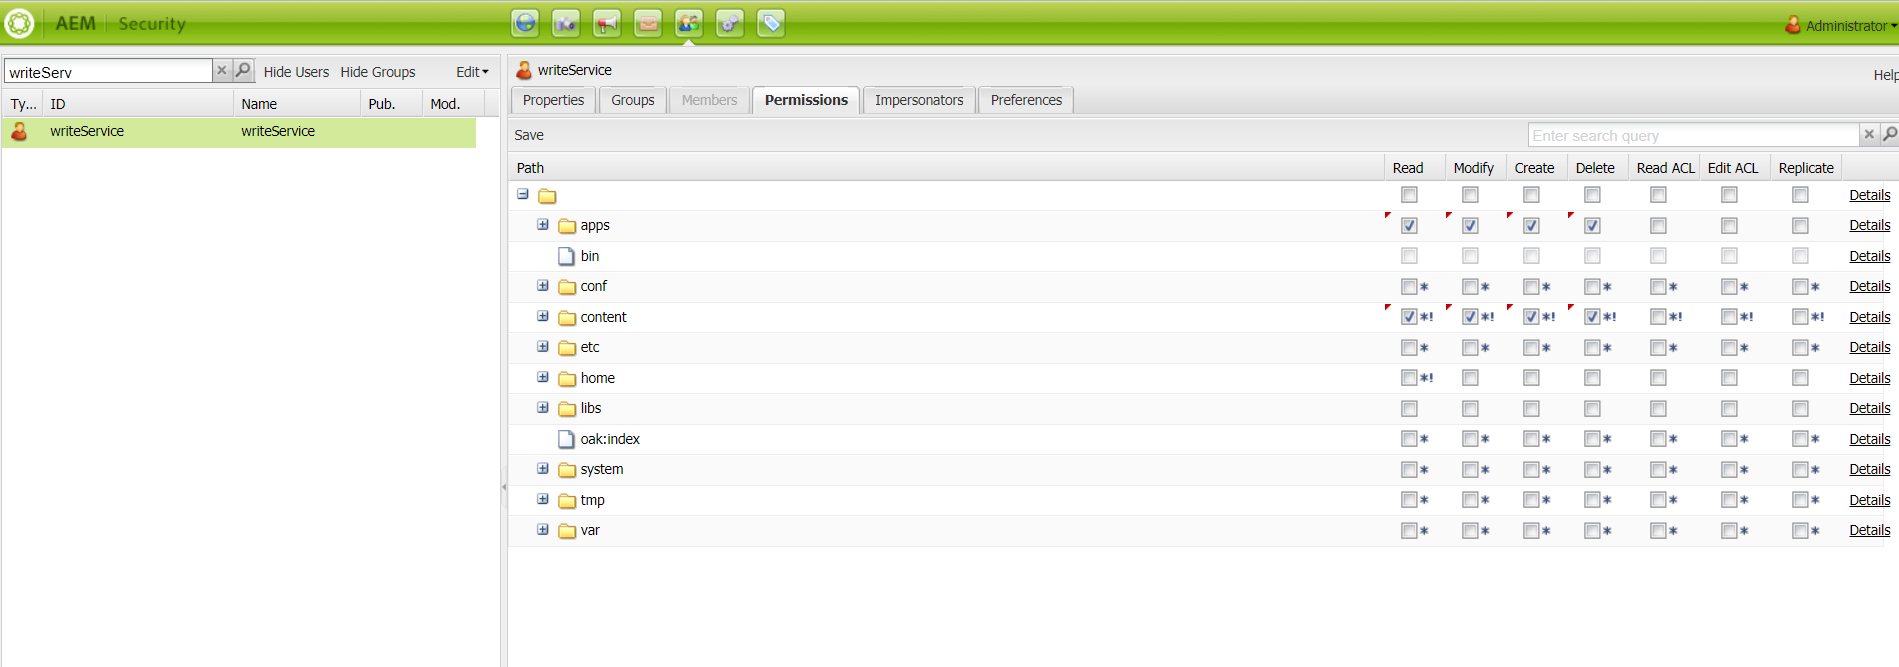 AEM Security Administrator
writeServ Hide Users Hide Groups Edit
Ty... ID Name Pub. Mod.
writeService writeService
writeService
Help
Properties Groups Members Permissions Impersonators Preferences
Save Enter search query
Path Read Modify Create Delete Read ACL Edit ACL Replicate
Details
apps Details
bin Details
conf * * * * * * * Details
content *! *! *! *! *! *! *! Details
etc * * * * * * * Details
home *! Details
libs Details
oak:index * * * * * * * Details
system * * * * * * * Details
tmp * * * * * * * Details
var * * * * * * * Details